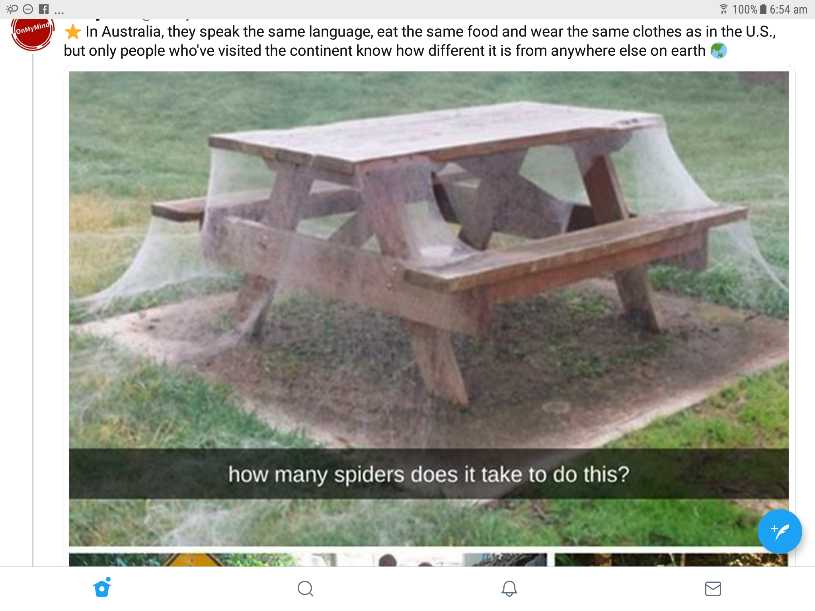 100% 6:54 am
OnMyMind
In Australia, they speak the same language, eat the same food and wear the same clothes as in the U.S.,
but only people who've visited the continent know how different it is from anywhere else on earth
how many spiders does it take to do this?